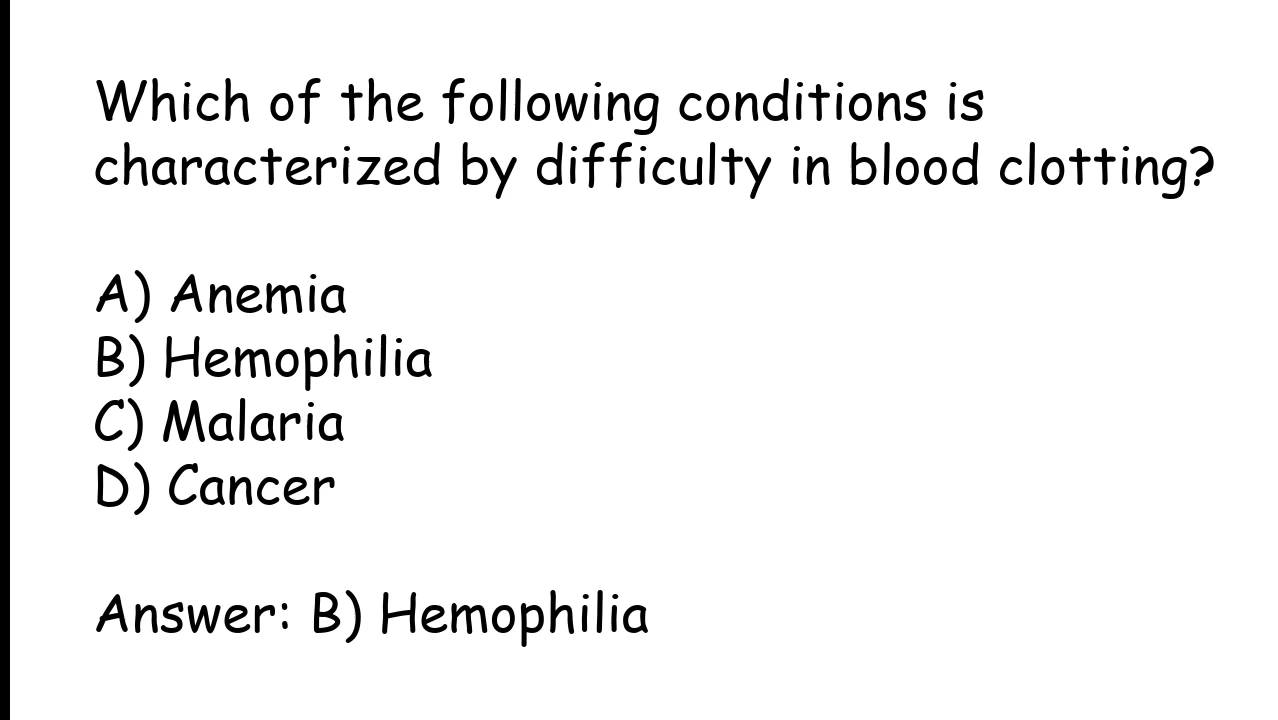 Which of the following conditions is
characterized by difficulty in blood clotting?
A) Anemia
B) Hemophilia
C) Malaria
D) Cancer
Answer: B) Hemophilia